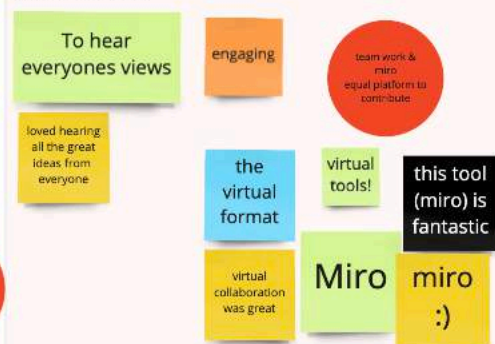 To hear
everyones views
engaging
team work &
miro
equal platform to
contribute
loved hearing
all the great
ideas from
everyone
the
virtual
format
virtual
tools!
this tool
(miro) is
fantastic
virtual
collaboration
was great
Miro
miro
:)